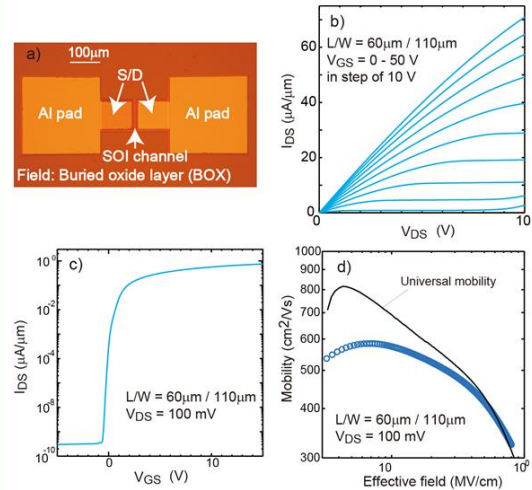 a)
100μm
S/D
Al pad
Al pad
SOI channel
Field: Buried oxide layer (BOX)
b)
L/W = 60μm / 110μm
VGS = 0 - 50 V
in step of 10 V
IDS (μA/μm)
60
40
20
0
0
10
VDS (V)
c)
IDS (μA/μm)
10⁰
10⁻²
10⁻⁴
10⁻⁶
10⁻⁸
10⁻¹⁰
L/W = 60μm / 110μm
VDS = 100 mV
0
10
VGS (V)
d)
Mobility (cm2/Vs)
1000
900
800
700
600
500
400
300
Universal mobility
L/W = 60μm / 110μm
VDS = 100 mV
10
10⁰
Effective field (MV/cm)